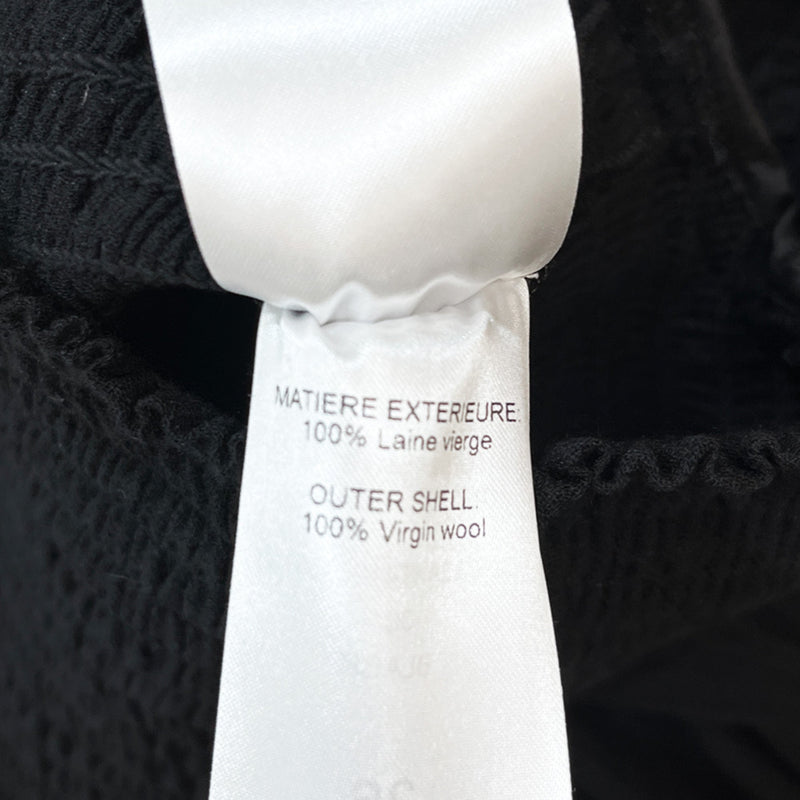 MATIERE EXTERIEURE:
100% Laine vierge
OUTER SHELL:
100% Virgin wool